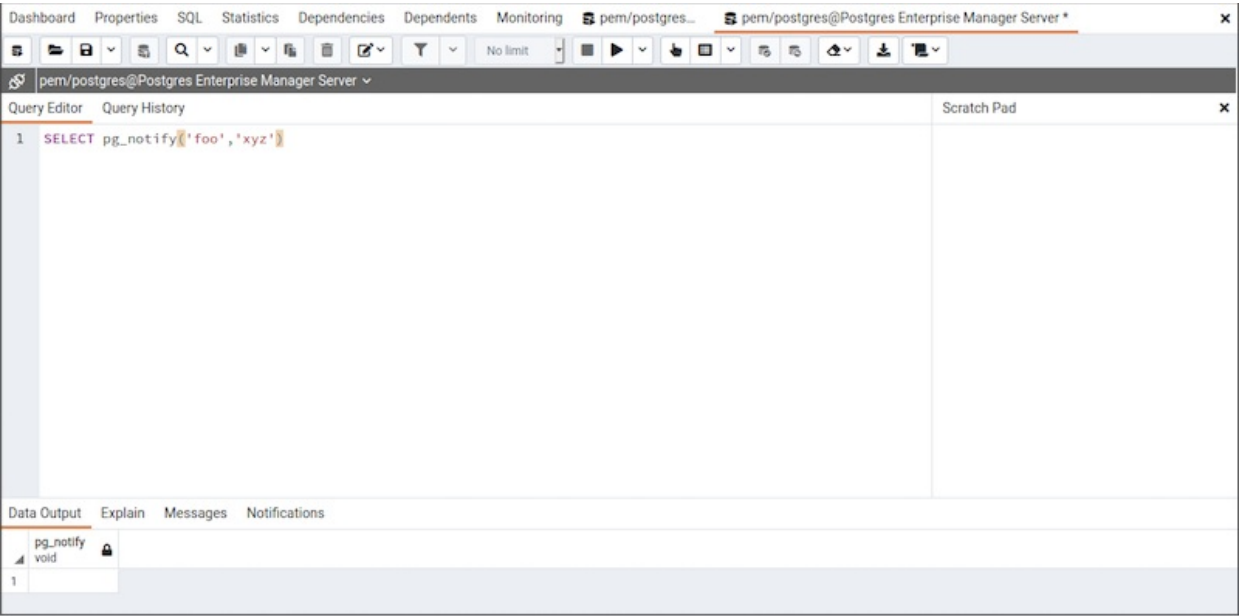 Dashboard Properties SQL Statistics Dependencies Dependents Monitoring pem/postgres... pem/postgres@Postgres Enterprise Manager Server *
No limit
pem/postgres@Postgres Enterprise Manager Server
Query Editor Query History Scratch Pad
1 SELECT pg_notify('foo','xyz')
Data Output Explain Messages Notifications
pg_notify
void
1